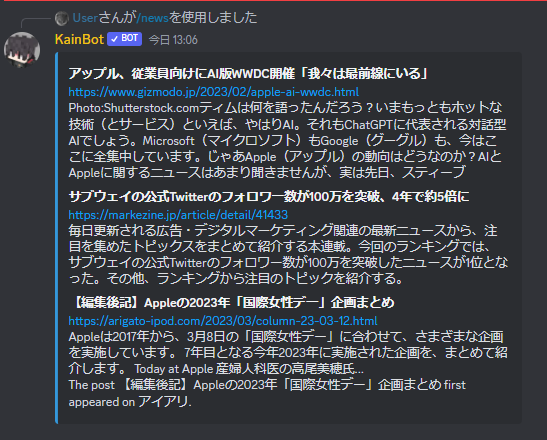 Userさんが/newsを使用しました
KainBot ✓ BOT 今日 13:06
アップル、従業員向けにAI版WWDC開催「我々は最前線にいる」
https://www.gizmodo.jp/2023/02/apple-ai-wwdc.html
Photo:Shutterstock.comティムは何を語ったんだろう？いまもっともホットな
技術（とサービス）といえば、やはりAI。それもChatGPTに代表される対話型
AIでしょう。Microsoft（マイクロソフト）もGoogle（グーグル）も、今はこ
こに全集中しています。じゃあApple（アップル）の動向はどうなのか？AIと
Appleに関するニュースはあまり聞きませんが、実は先日、スティーブ
サブウェイの公式Twitterのフォロワー数が100万を突破、4年で約5倍に
https://markezine.jp/article/detail/41433
毎日更新される広告・デジタルマーケティング関連の最新ニュースから、注
目を集めたトピックスをまとめて紹介する本連載。今回のランキングでは、
サブウェイの公式Twitterのフォロワー数が100万を突破したニュースが1位とな
った。その他、ランキングから注目のトピックを紹介する。
【編集後記】Appleの2023年「国際女性デー」企画まとめ
https://arigato-ipod.com/2023/03/column-23-03-12.html
Appleは2017年から、3月8日の「国際女性デー」に合わせて、さまざまな企画
を実施しています。7年目となる今年2023年に実施された企画を、まとめて紹
介します。 Today at Apple 産婦人科医の高尾美穂氏...
The post 【編集後記】Appleの2023年「国際女性デー」企画まとめ first
appeared on アイアリ.